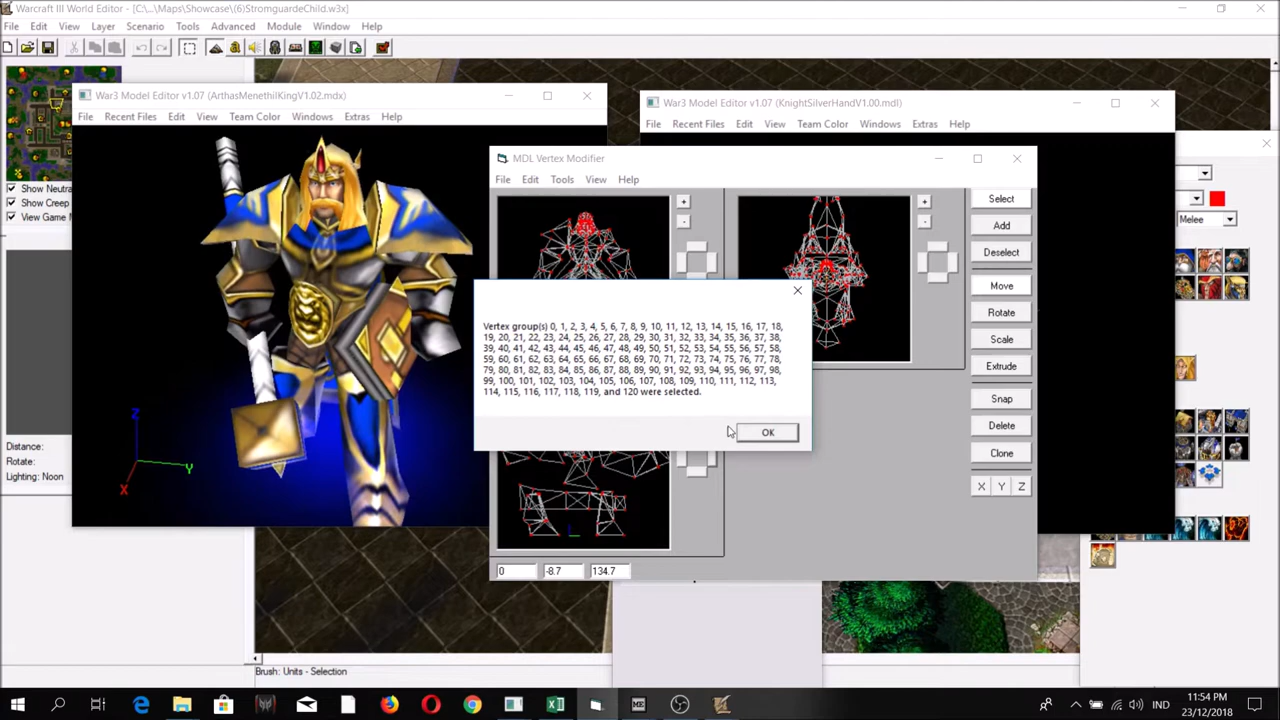 Warcraft III World Editor - [C:\...\Maps\Showcase\(6)StromguardeChild.w3x]
File Edit View Layer Scenario Tools Advanced Module Window Help
War3 Model Editor v1.07 (ArthasMenethilKingV1.02.mdx)
File Recent Files Edit View Team Color Windows Extras Help
War3 Model Editor v1.07 (KnightSilverHandV1.00.mdl)
File Recent Files Edit View Team Color Windows Extras Help
MDL Vertex Modifier
File Edit Tools View Help
Show Neutra
Show Creep
View Game
Melee
+
-
+
-
Select
Add
Deselect
Move
Rotate
Scale
Extrude
Snap
Delete
Clone
X Y Z
Vertex group(s) 0, 1, 2, 3, 4, 5, 6, 7, 8, 9, 10, 11, 12, 13, 14, 15, 16, 17, 18,
19, 20, 21, 22, 23, 24, 25, 26, 27, 28, 29, 30, 31, 32, 33, 34, 35, 36, 37, 38,
39, 40, 41, 42, 43, 44, 45, 46, 47, 48, 49, 50, 51, 52, 53, 54, 55, 56, 57, 58,
59, 60, 61, 62, 63, 64, 65, 66, 67, 68, 69, 70, 71, 72, 73, 74, 75, 76, 77, 78,
79, 80, 81, 82, 83, 84, 85, 86, 87, 88, 89, 90, 91, 92, 93, 94, 95, 96, 97, 98,
99, 100, 101, 102, 103, 104, 105, 106, 107, 108, 109, 110, 111, 112, 113,
114, 115, 116, 117, 118, 119, and 120 were selected.
OK
Z
Y
X
Distance:
Rotate:
Lighting: Noon
0 -8.7 134.7
Brush: Units - Selection
ME
IND
11:54 PM
23/12/2018